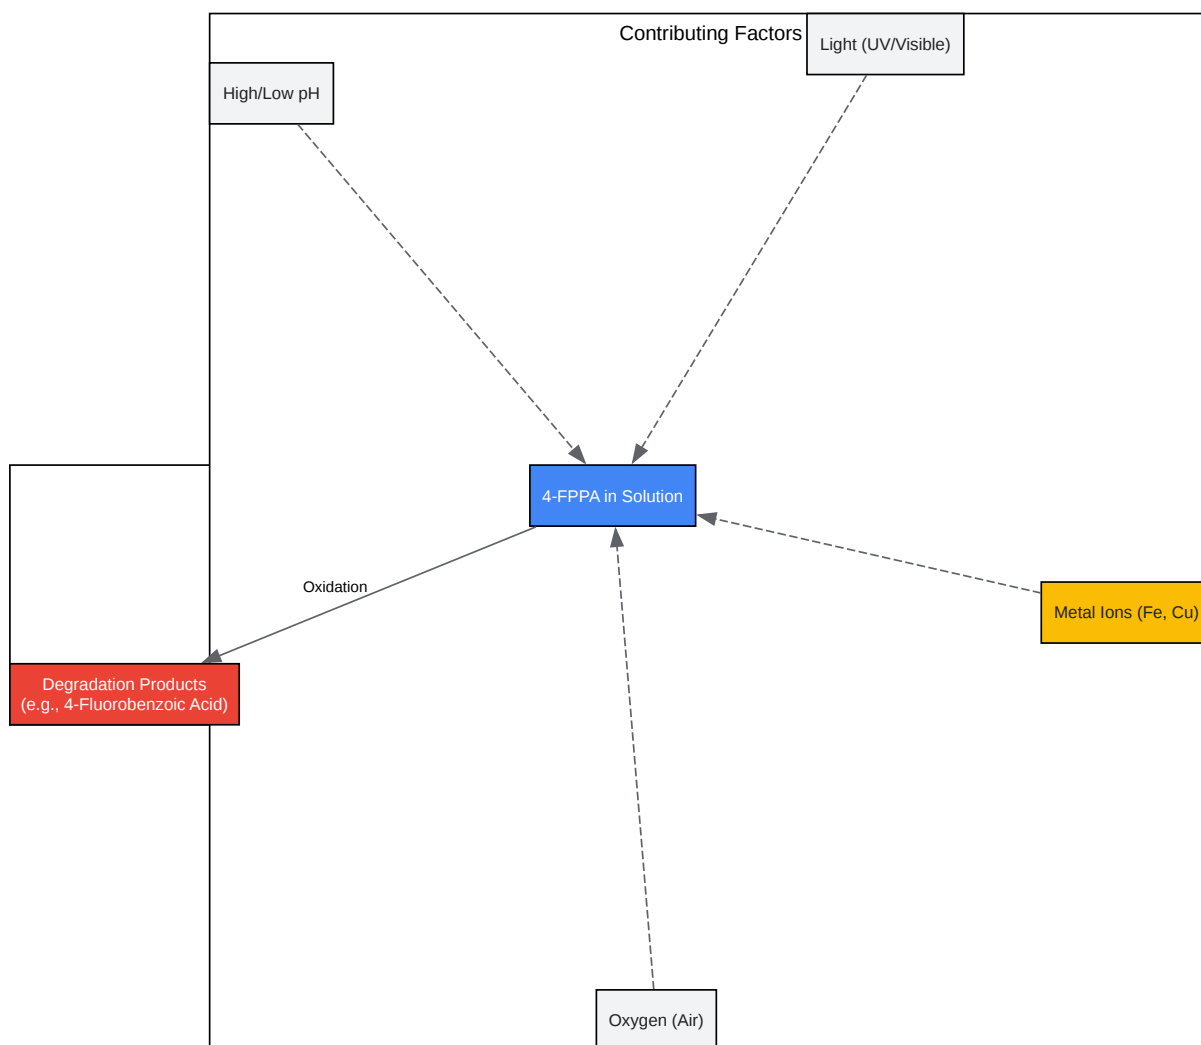 Contributing Factors
Light (UV/Visible)
High/Low pH
4-FPPA in Solution
Oxidation
Metal Ions (Fe, Cu)
Degradation Products
(e.g., 4-Fluorobenzoic Acid)
Oxygen (Air)